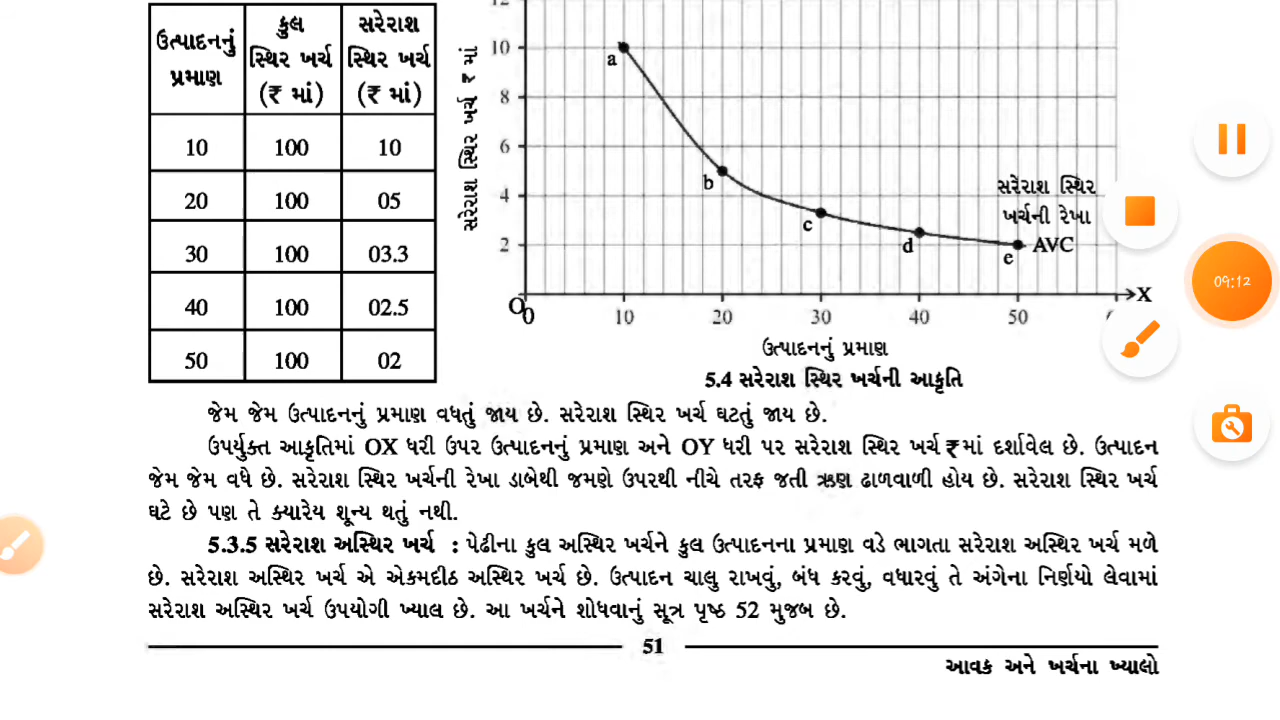 ઉત્પાદનનું પ્રમાણ
કુલ સ્થિર ખર્ચ (₹ માં)
સરેરાશ સ્થિર ખર્ચ (₹ માં)
10 100 10
20 100 05
30 100 03.3
40 100 02.5
50 100 02
સરેરાશ સ્થિર ખર્ચ ₹ માં
12
10
8
6
4
2
a
b
c
d
e
સરેરાશ સ્થિર
ખર્ચની રેખા
AVC
O
X
0 10 20 30 40 50
ઉત્પાદનનું પ્રમાણ
5.4 સરેરાશ સ્થિર ખર્ચની આકૃતિ
જેમ જેમ ઉત્પાદનનું પ્રમાણ વધતું જાય છે. સરેરાશ સ્થિર ખર્ચ ઘટતું જાય છે.
ઉપર્યુક્ત આકૃતિમાં OX ધરી ઉપર ઉત્પાદનનું પ્રમાણ અને OY ધરી પર સરેરાશ સ્થિર ખર્ચ ₹ માં દર્શાવેલ છે. ઉત્પાદન
જેમ જેમ વધે છે. સરેરાશ સ્થિર ખર્ચની રેખા ડાબેથી જમણે ઉપરથી નીચે તરફ જતી ઋણ ઢાળવાળી હોય છે. સરેરાશ સ્થિર ખર્ચ
ઘટે છે પણ તે ક્યારેય શૂન્ય થતું નથી.
5.3.5 સરેરાશ અસ્થિર ખર્ચ : પેઢીના કુલ અસ્થિર ખર્ચને કુલ ઉત્પાદનના પ્રમાણ વડે ભાગતા સરેરાશ અસ્થિર ખર્ચ મળે
છે. સરેરાશ અસ્થિર ખર્ચ એ એકમદીઠ અસ્થિર ખર્ચ છે. ઉત્પાદન ચાલુ રાખવું, બંધ કરવું, વધારવું તે અંગેના નિર્ણયો લેવામાં
સરેરાશ અસ્થિર ખર્ચ ઉપયોગી ખ્યાલ છે. આ ખર્ચને શોધવાનું સૂત્ર પૃષ્ઠ 52 મુજબ છે.
51
આવક અને ખર્ચના ખ્યાલો
09:12